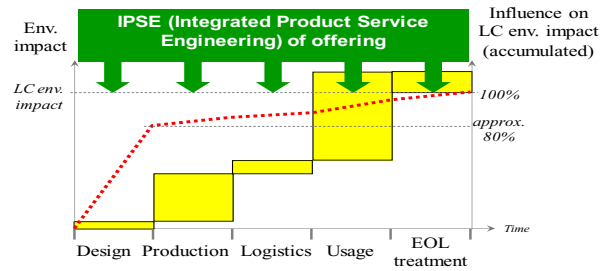 Env.
impact
IPSE (Integrated Product Service
Engineering) of offering
Influence on
LC env. impact
(accumulated)
LC env.
impact
100%
approx.
80%
Time
Design
Production
Logistics
Usage
EOL
treatment